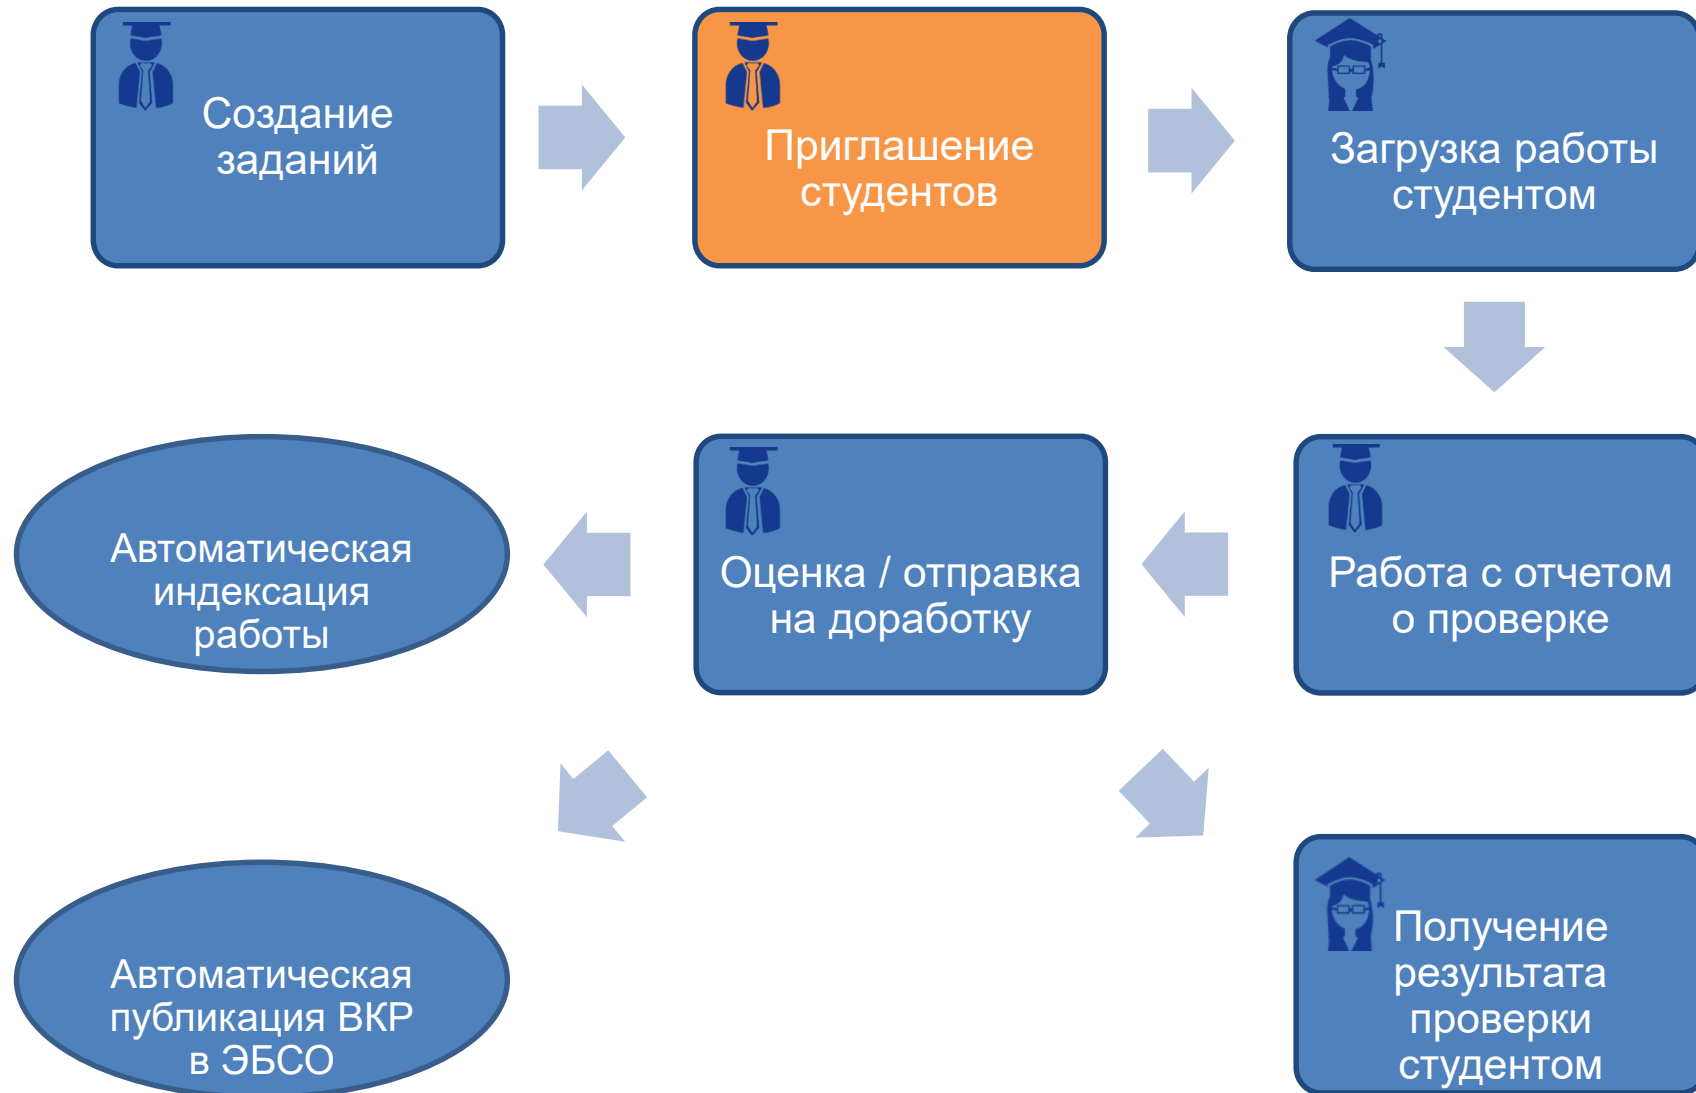 Создание
заданий
Приглашение
студентов
Загрузка работы
студентом
Автоматическая
индексация
работы
Оценка / отправка
на доработку
Работа с отчетом
о проверке
Автоматическая
публикация ВКР
в ЭБСО
Получение
результата
проверки
студентом